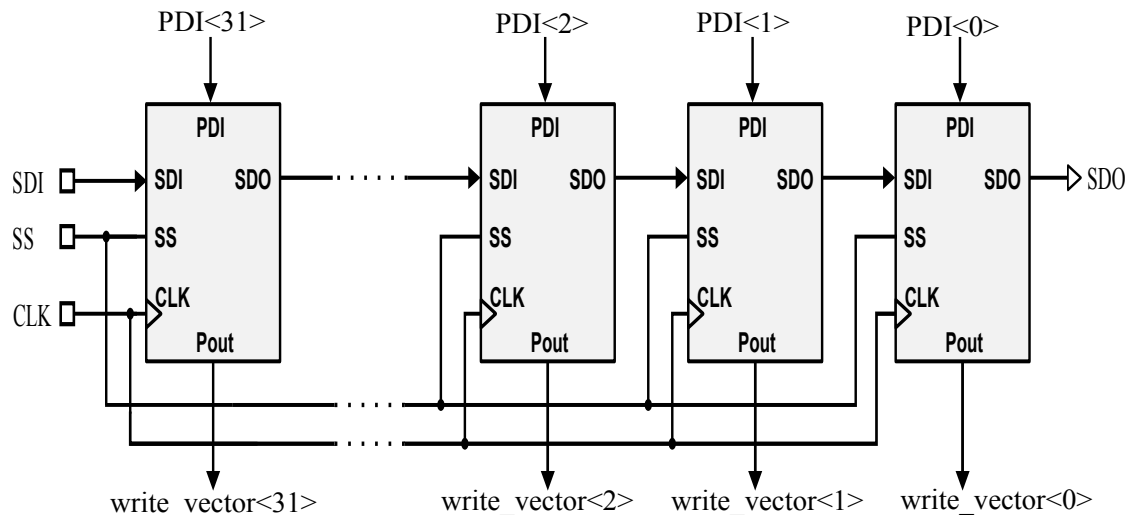 PDI<31> PDI<2> PDI<1> PDI<0>
PDI PDI PDI PDI
SDI SDI SDO SDI SDO SDI SDO SDI SDO SDO
SS SS SS SS SS
CLK CLK CLK CLK CLK
Pout Pout Pout Pout
write_vector<31> write_vector<2> write_vector<1> write_vector<0>